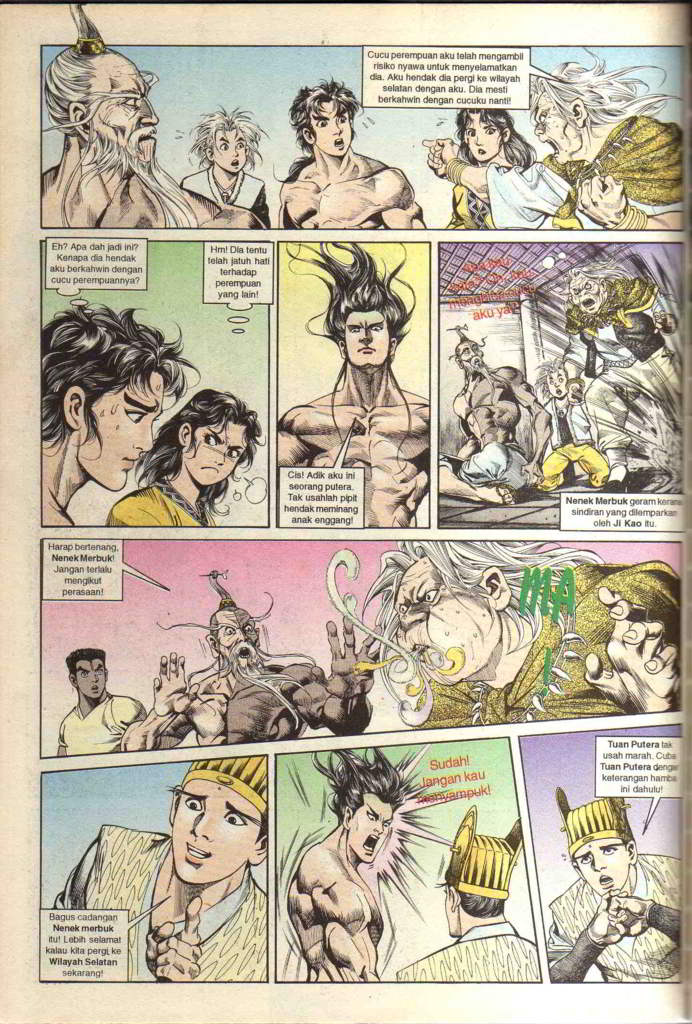 Cucu perempuan aku telah mengambil
risiko nyawa untuk menyelamatkan
dia. Aku hendak dia pergi ke wilayah
selatan dengan aku. Dia mesti
berkahwin dengan cucuku nanti!
Eh? Apa dah jadi ini?
Kenapa dia hendak
aku berkahwin dengan
cucu perempuannya?
Hm! Dia tentu
telah jatuh hati
terhadap
perempuan
yang lain!
Cis! Adik aku ini
seorang putera.
Tak usahlah pipit
hendak meminang
anak enggang!
aku ya?
Nenek Merbuk geram kerana
sindiran yang dilemparkan
oleh Ji Kao itu.
Harap bertenang,
Nenek Merbuk!
Jangan terlalu
mengikut
perasaan!
MA
!
Bagus cadangan
Nenek merbuk
itu! Lebih selamat
kalau kita pergi ke
Wilayah Selatan
sekarang!
Sudah!
Jangan kau
menyampuk!
Tuan Putera tak
usah marah. Cuba
Tuan Putera dengar
keterangan hamba
ini dahulu!